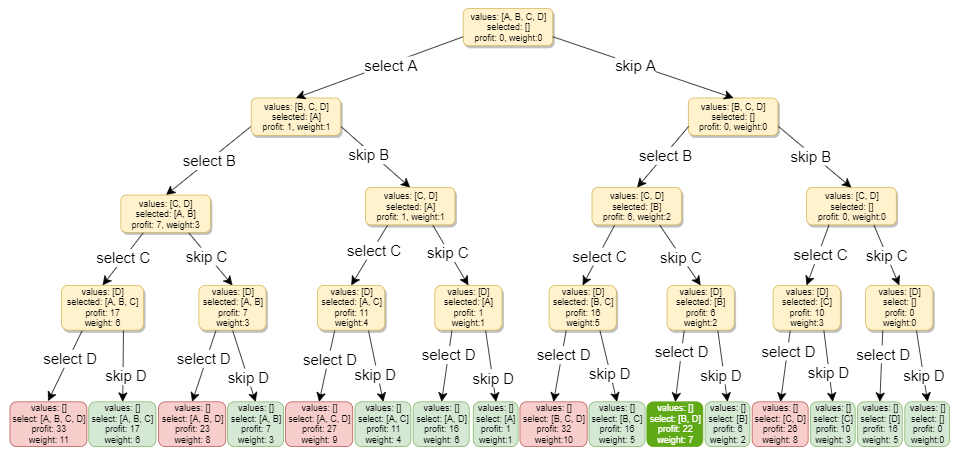 values: [A, B, C, D]
selected: []
profit: 0, weight:0
select A
skip A
values: [B, C, D]
selected: [A]
profit: 1, weight:1
values: [B, C, D]
selected: []
profit: 0, weight:0
select B
skip B
select B
skip B
values: [C, D]
selected: [A, B]
profit: 7, weight:3
values: [C, D]
selected: [A]
profit: 1, weight:1
values: [C, D]
selected: [B]
profit: 6, weight:2
values: [C, D]
selected: []
profit: 0, weight:0
select C
skip C
select C
skip C
select C
skip C
select C
skip C
values: [D]
selected: [A, B, C]
profit: 17
weight: 6
values: [D]
selected: [A, B]
profit: 7
weight:3
values: [D]
selected: [A, C]
profit: 11
weight:4
values: [D]
selected: [A]
profit: 1
weight:1
values: [D]
selected: [B, C]
profit: 16
weight:5
values: [D]
selected: [B]
profit: 6
weight:2
values: [D]
selected: [C]
profit: 10
weight:3
values: [D]
select: []
profit: 0
weight:0
select D
skip D
select D
skip D
select D
skip D
select D
skip D
select D
skip D
select D
skip D
select D
skip D
select D
skip D
values: []
select: [A, B, C, D]
profit: 33
weight: 11
values: []
select: [A, B, C]
profit: 17
weight: 6
values: []
select: [A, B, D]
profit: 23
weight: 8
values: []
select: [A, B]
profit: 7
weight: 3
values: []
select: [A, C, D]
profit: 27
weight: 9
values: []
select: [A, C]
profit: 11
weight: 4
values: []
select: [A, D]
profit: 16
weight: 6
values: []
select: [A]
profit: 1
weight: 1
values: []
select: [B, C, D]
profit: 32
weight:10
values: []
select: [B, C]
profit: 16
weight: 5
values: []
select: [B, D]
profit: 22
weight: 7
values: []
select: [B]
profit: 6
weight: 2
values: []
select: [C, D]
profit: 26
weight: 8
values: []
select: [C]
profit: 10
weight: 3
values: []
select: [D]
profit: 16
weight: 5
values: []
select: []
profit: 0
weight:0